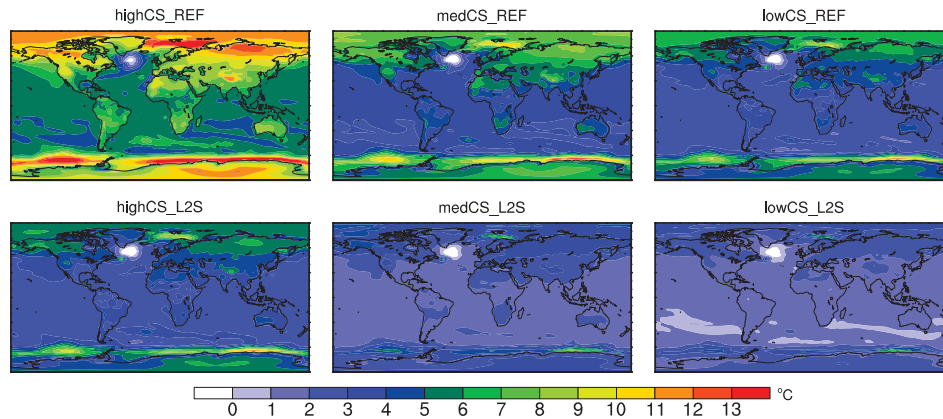 highCS_REF medCS_REF lowCS_REF
highCS_L2S medCS_L2S lowCS_L2S
0 1 2 3 4 5 6 7 8 9 10 11 12 13 °C